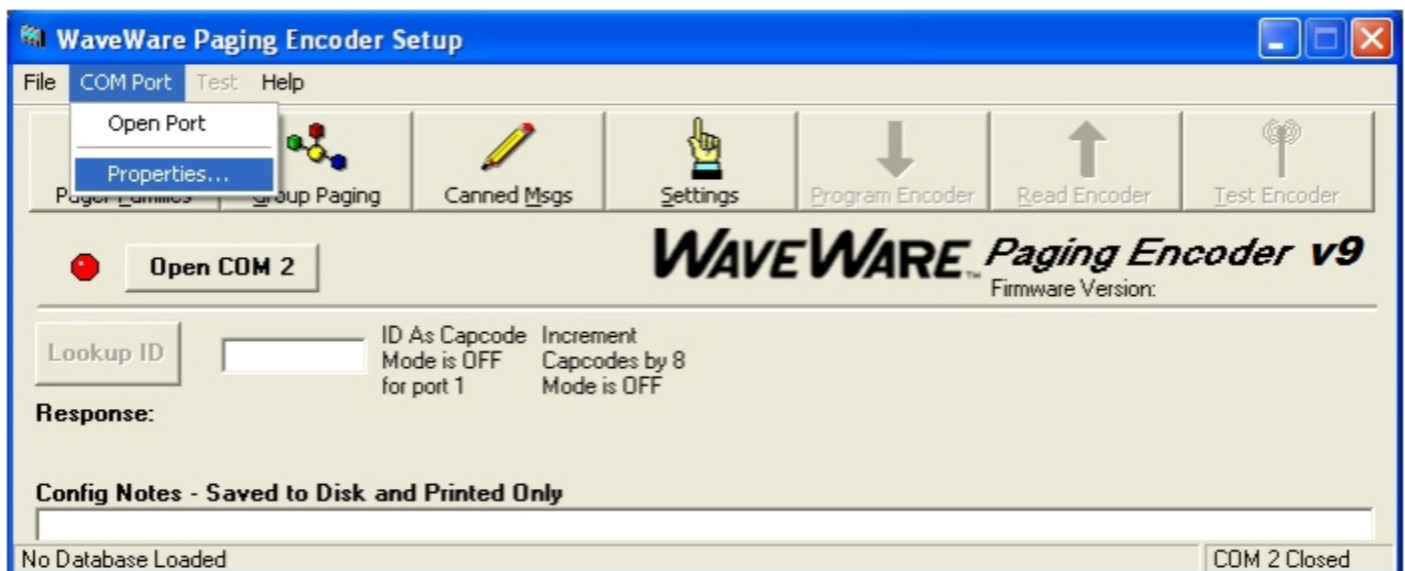 WaveWare Paging Encoder Setup
File COM Port Test Help
Open Port
Properties...
Pager Families Group Paging Canned Msgs Settings Program Encoder Read Encoder Test Encoder
Open COM 2
WAVEWARE™ Paging Encoder v9
Firmware Version:
Lookup ID
ID As Capcode
Mode is OFF
for port 1
Increment
Capcodes by 8
Mode is OFF
Response:
Config Notes - Saved to Disk and Printed Only
No Database Loaded COM 2 Closed